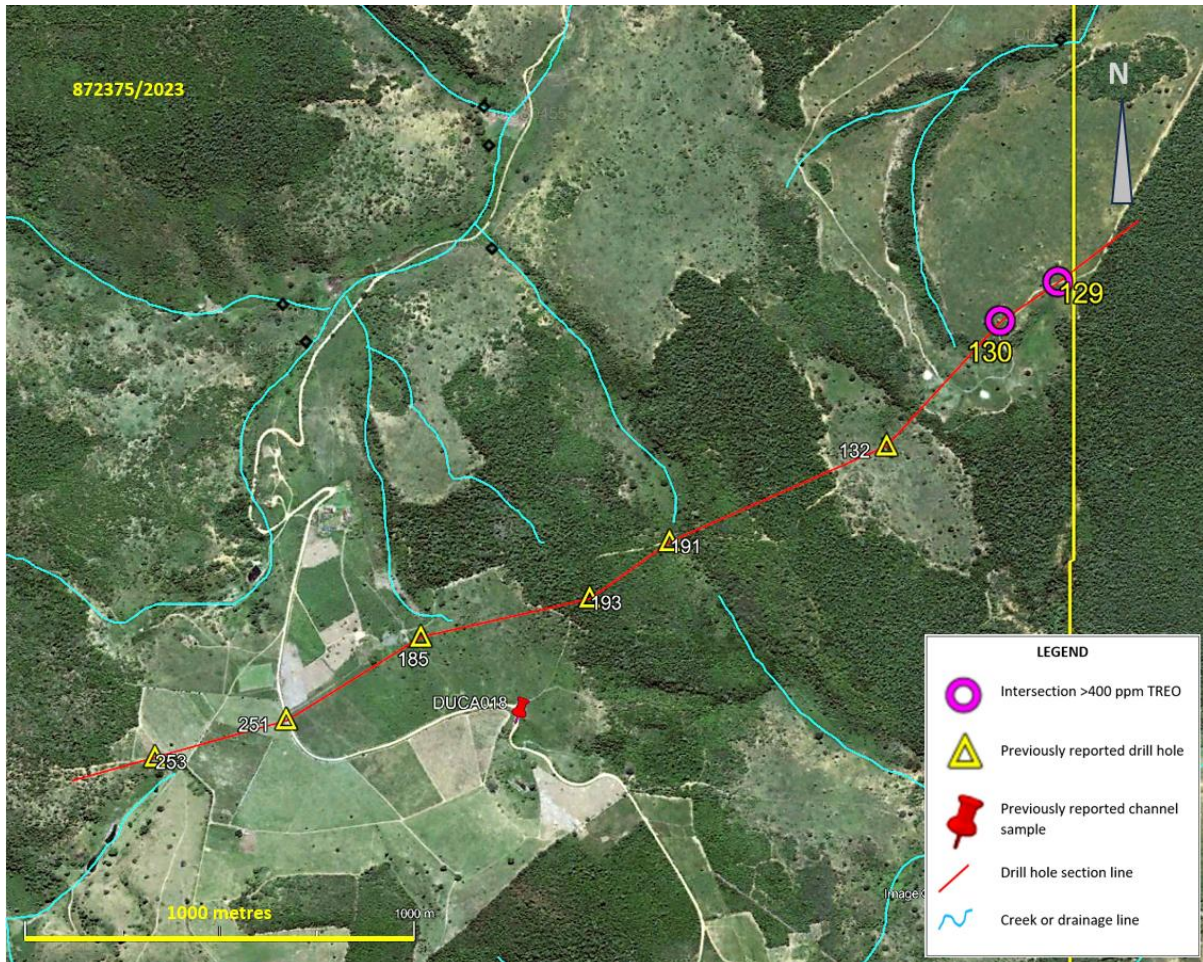 872375/2023
N
129
130
132
191
193
185
DUCA018
251
253
1000 metres
1000 m
LEGEND
Intersection >400 ppm TREO
Previously reported drill hole
Previously reported channel
sample
Drill hole section line
Creek or drainage line